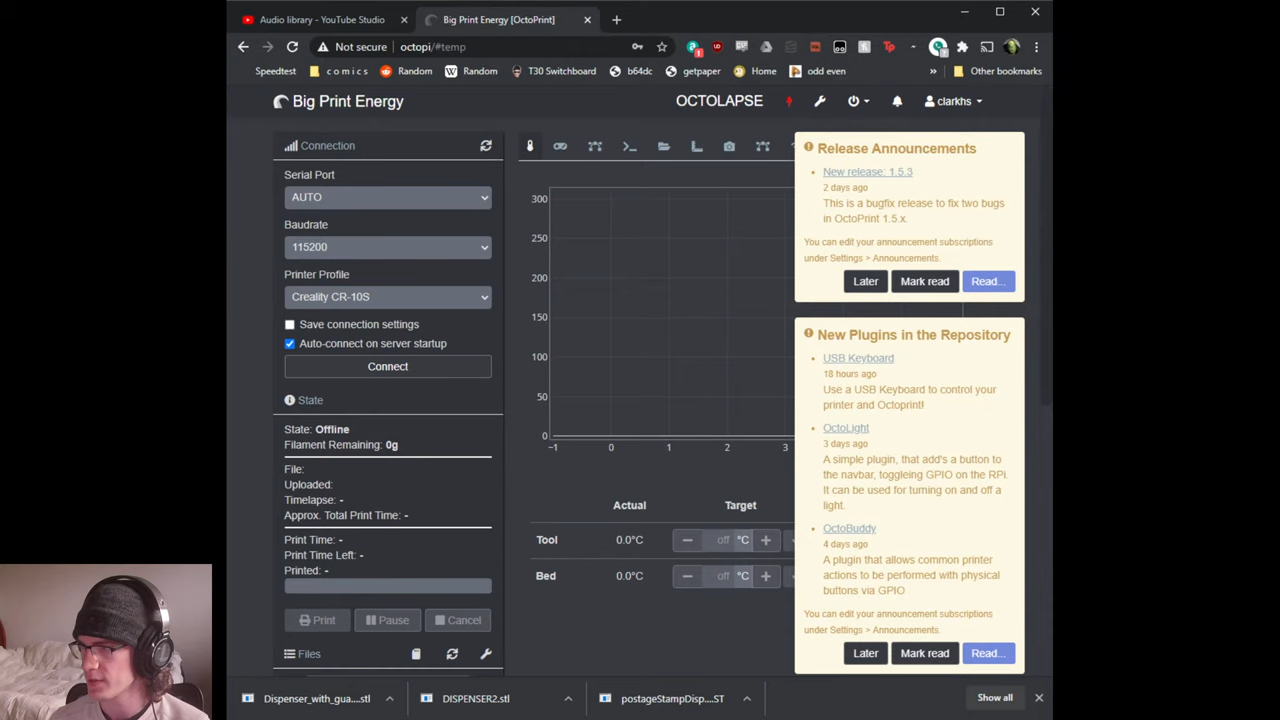 Audio library - YouTube Studio
Big Print Energy [OctoPrint]
Not secure
octopi/#temp
Speedtest
c o m i c s
Random
Random
T30 Switchboard
b64dc
getpaper
Home
odd even
Other bookmarks
Big Print Energy
OCTOLAPSE
clarkhs
Connection
Serial Port
AUTO
Baudrate
115200
Printer Profile
Creality CR-10S
Save connection settings
Auto-connect on server startup
Connect
State
State: Offline
Filament Remaining: 0g
File:
Uploaded:
Timelapse: -
Approx. Total Print Time: -
Print Time: -
Print Time Left: -
Printed: -
Print
Pause
Cancel
Files
300
250
200
150
100
50
0
−1
0
1
2
3
Actual
Target
Tool
0.0°C
off
°C
Bed
0.0°C
off
°C
Release Announcements
New release: 1.5.3
2 days ago
This is a bugfix release to fix two bugs
in OctoPrint 1.5.x.
You can edit your announcement subscriptions
under Settings > Announcements.
Later
Mark read
Read...
New Plugins in the Repository
USB Keyboard
18 hours ago
Use a USB Keyboard to control your
printer and Octoprint!
OctoLight
3 days ago
A simple plugin, that add's a button to
the navbar, toggleing GPIO on the RPi.
It can be used for turning on and off a
light.
OctoBuddy
4 days ago
A plugin that allows common printer
actions to be performed with physical
buttons via GPIO
You can edit your announcement subscriptions
under Settings > Announcements.
Later
Mark read
Read...
Dispenser_with_gua....stl
DISPENSER2.stl
postageStampDisp....ST
Show all